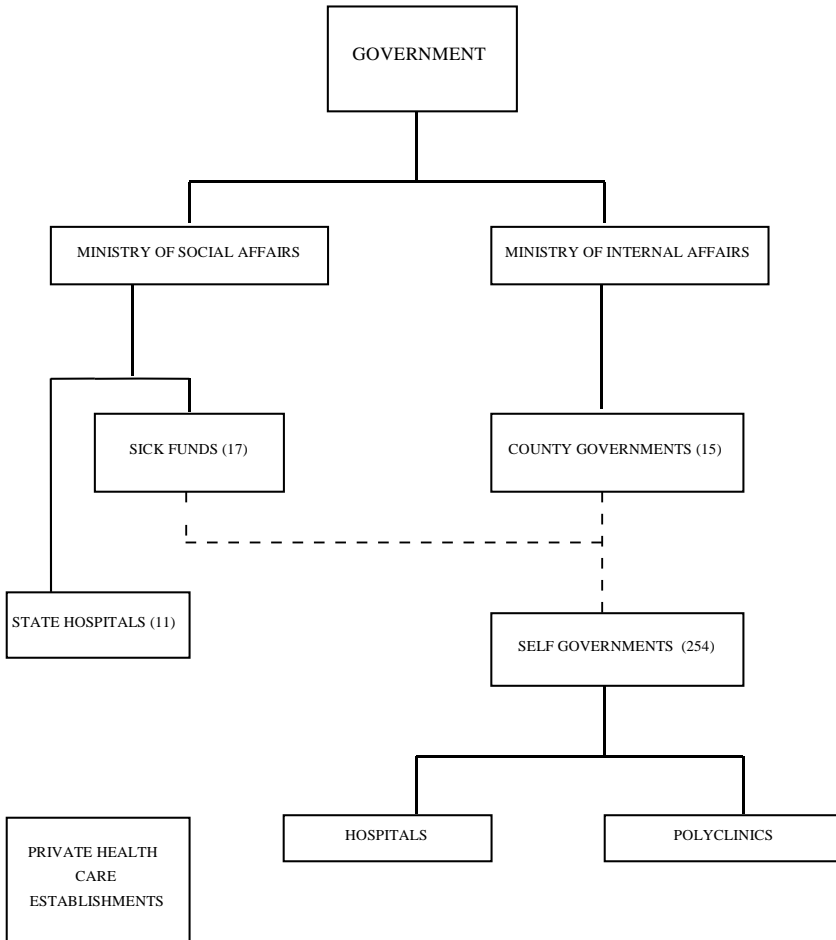 GOVERNMENT
MINISTRY OF SOCIAL AFFAIRS
MINISTRY OF INTERNAL AFFAIRS
SICK FUNDS (17)
COUNTY GOVERNMENTS (15)
STATE HOSPITALS (11)
SELF GOVERNMENTS (254)
HOSPITALS
POLYCLINICS
PRIVATE HEALTH
CARE
ESTABLISHMENTS